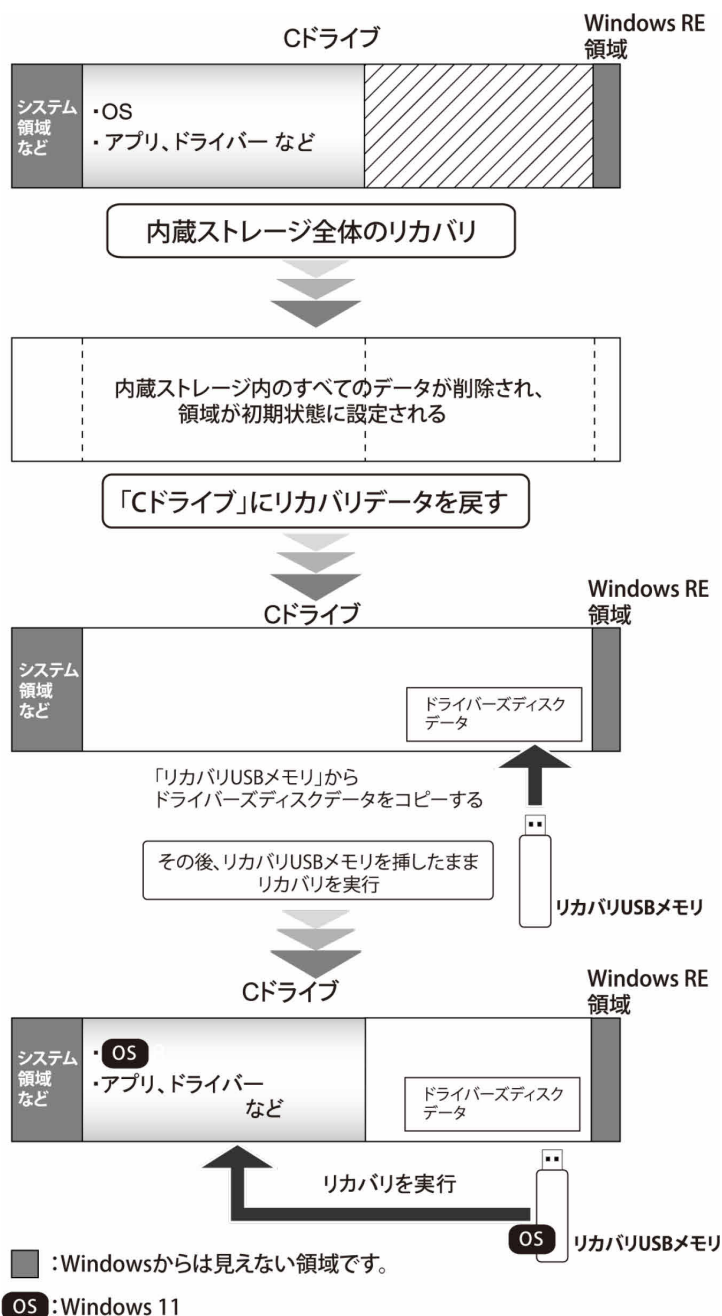 Cドライブ
Windows RE
領域
システム
領域
など
・OS
・アプリ、ドライバー など
内蔵ストレージ全体のリカバリ
内蔵ストレージ内のすべてのデータが削除され、
領域が初期状態に設定される
「Cドライブ」にリカバリデータを戻す
Cドライブ
Windows RE
領域
システム
領域
など
ドライバーズディスク
データ
「リカバリUSBメモリ」から
ドライバーズディスクデータをコピーする
その後、リカバリUSBメモリを挿したまま
リカバリを実行
リカバリUSBメモリ
Cドライブ
Windows RE
領域
システム
領域
など
・OS
・アプリ、ドライバー
など
ドライバーズディスク
データ
リカバリを実行
OS
リカバリUSBメモリ
:Windowsからは見えない領域です。
OS:Windows 11